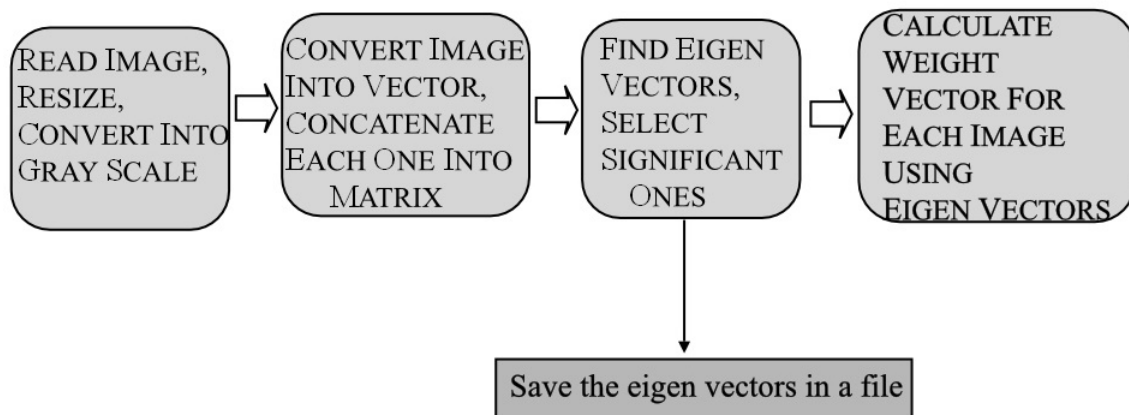 READ IMAGE,
RESIZE,
CONVERT INTO
GRAY SCALE
CONVERT IMAGE
INTO VECTOR,
CONCATENATE
EACH ONE INTO
MATRIX
FIND EIGEN
VECTORS,
SELECT
SIGNIFICANT
ONES
CALCULATE
WEIGHT
VECTOR FOR
EACH IMAGE
USING
EIGEN VECTORS
Save the eigen vectors in a file